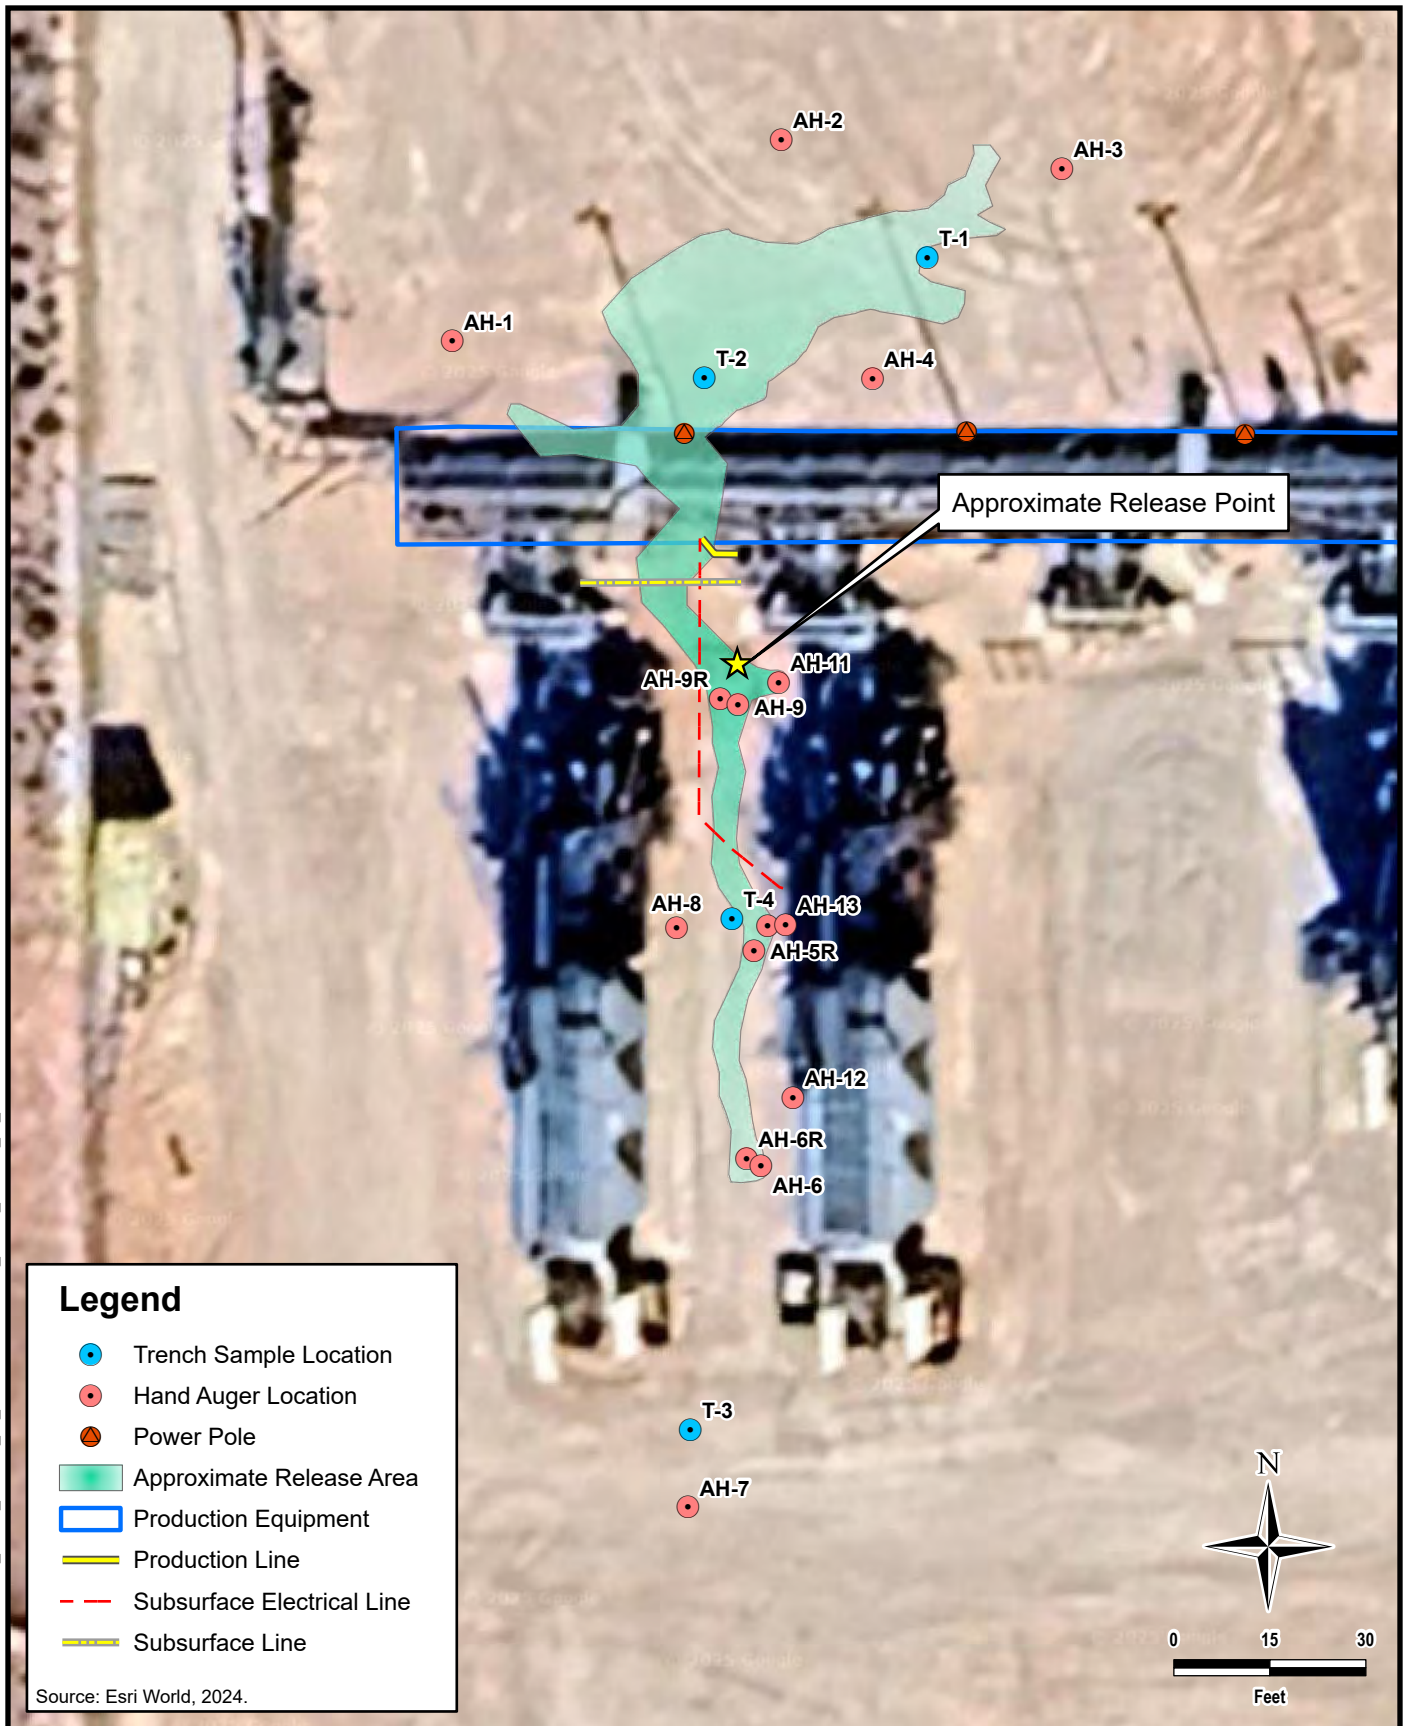 AH-2
AH-3
T-1
AH-1
T-2
AH-4
Approximate Release Point
AH-11
AH-9R
AH-9
AH-8
T-4
AH-13
AH-5R
AH-12
AH-6R
AH-6
T-3
AH-7
Legend
Trench Sample Location
Hand Auger Location
Power Pole
Approximate Release Area
Production Equipment
Production Line
Subsurface Electrical Line
Subsurface Line
Source: Esri World, 2024.
N
0 15 30
Feet
© 2025 Google